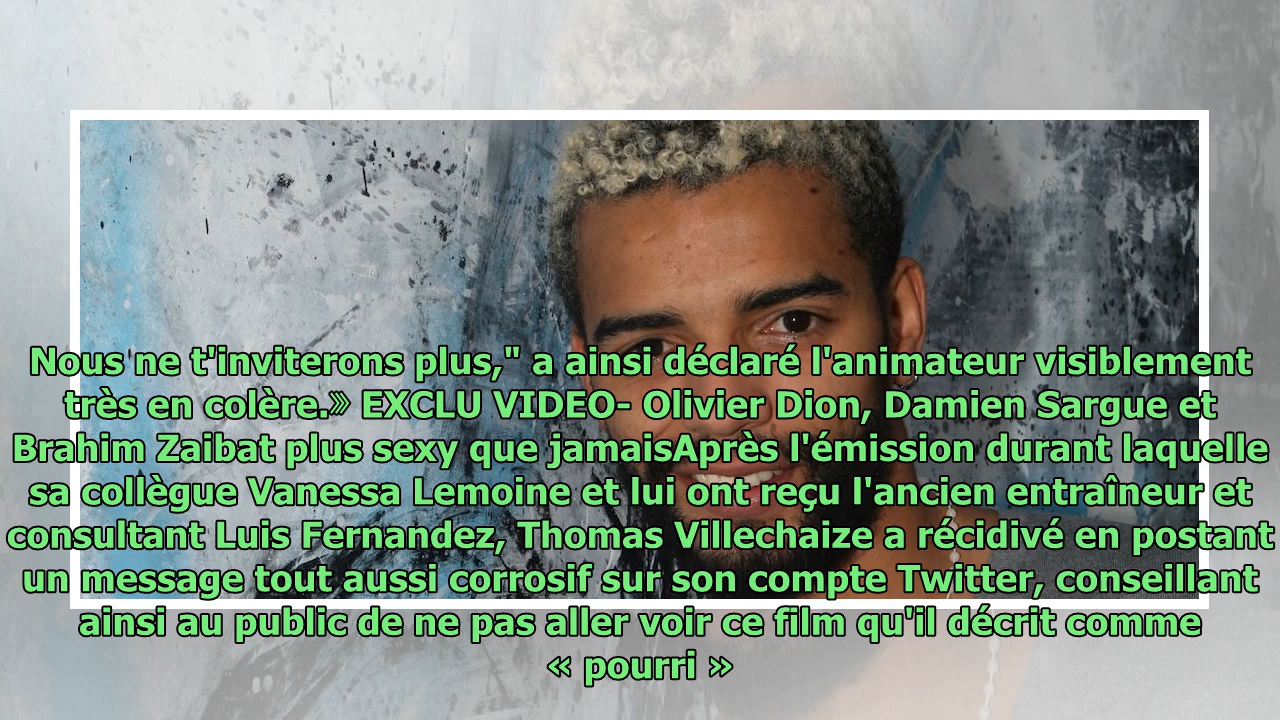 Nous ne t'inviterons plus," a ainsi déclaré l'animateur visiblement
très en colère.» EXCLU VIDEO- Olivier Dion, Damien Sargue et
Brahim Zaibat plus sexy que jamaisAprès l'émission durant laquelle
sa collègue Vanessa Lemoine et lui ont reçu l'ancien entraîneur et
consultant Luis Fernandez, Thomas Villechaize a récidivé en postant
un message tout aussi corrosif sur son compte Twitter, conseillant
ainsi au public de ne pas aller voir ce film qu'il décrit comme
« pourri »